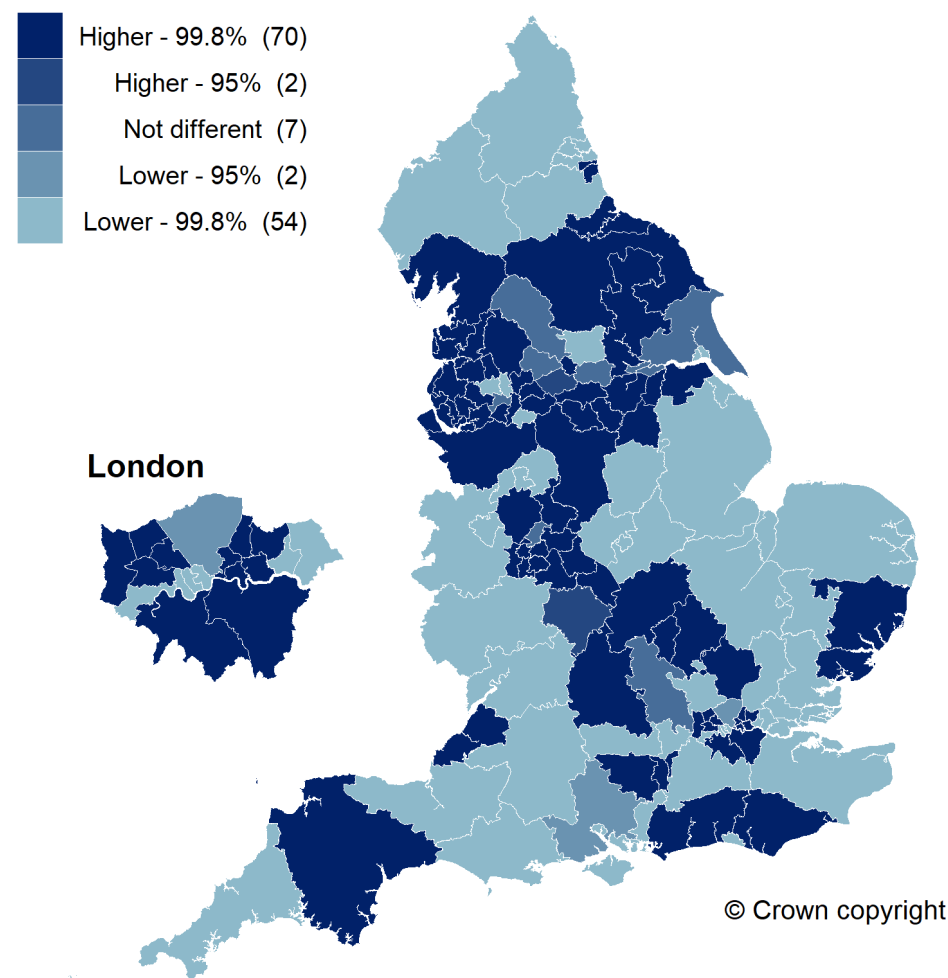 Higher - 99.8% (70)
Higher - 95% (2)
Not different (7)
Lower - 95% (2)
Lower - 99.8% (54)
London
© Crown copyright